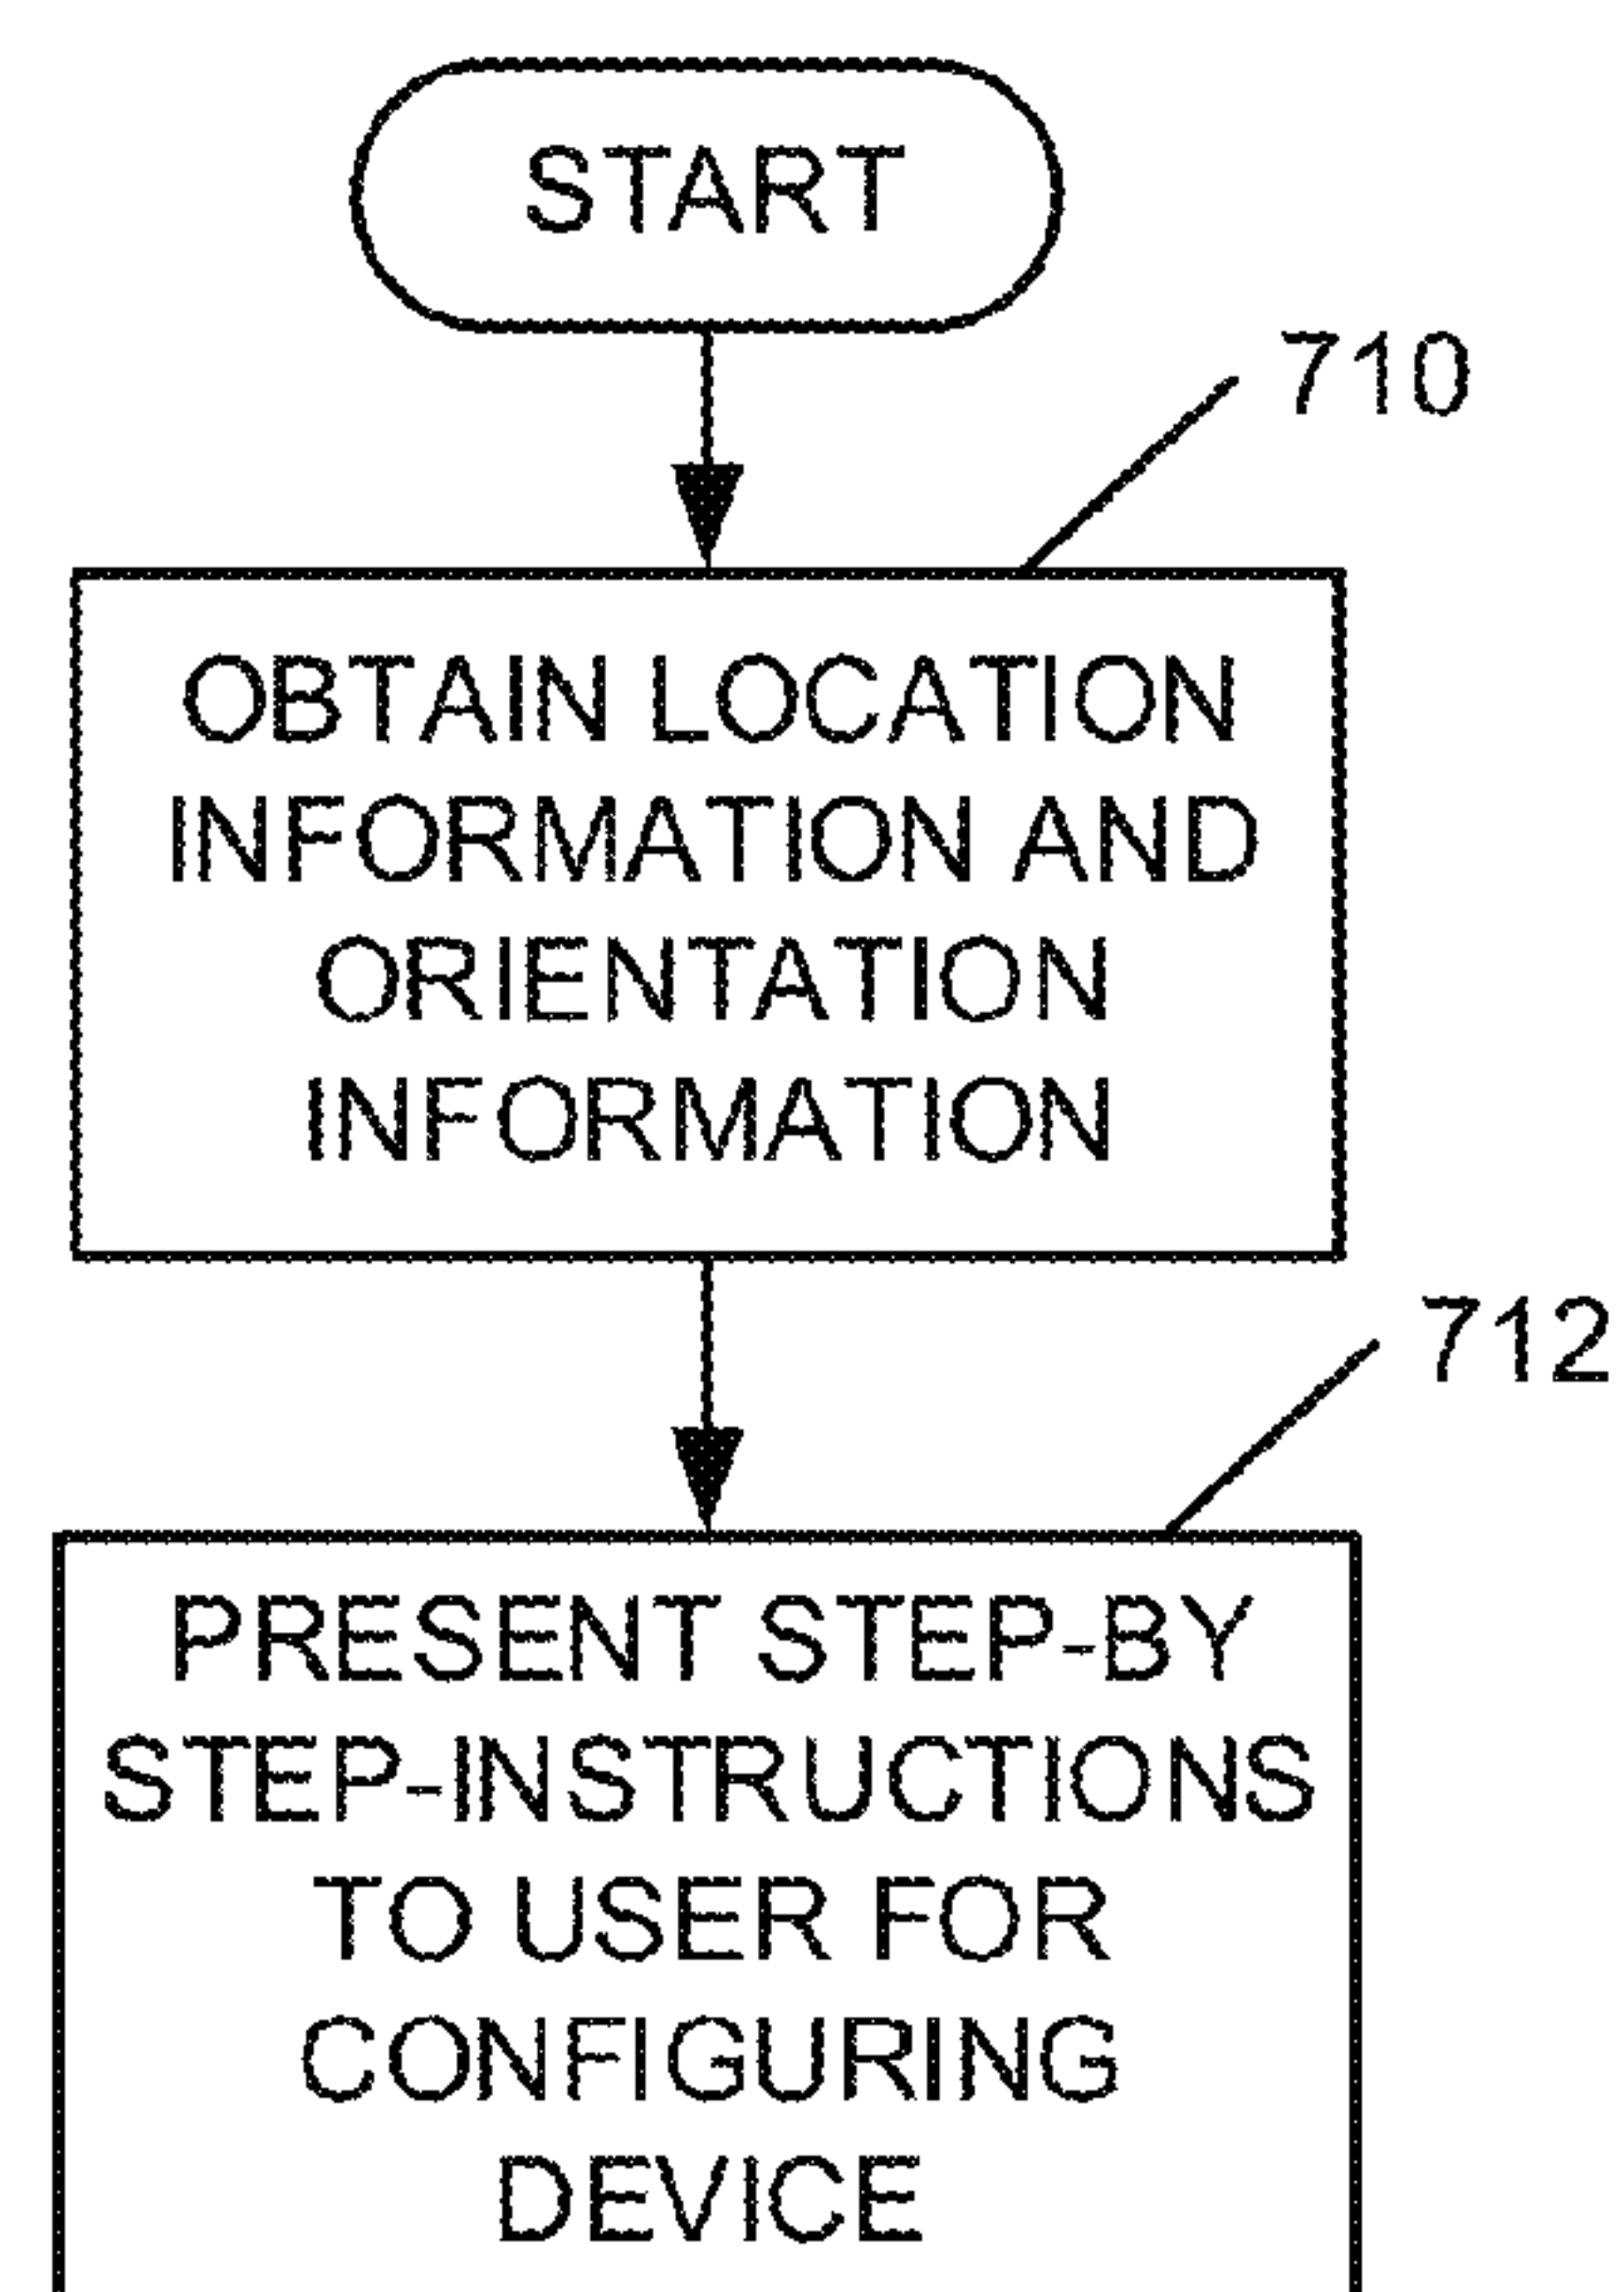 START
710
OBTAIN LOCATION
INFORMATION AND
ORIENTATION
INFORMATION
712
PRESENT STEP-BY
STEP-INSTRUCTIONS
TO USER FOR
CONFIGURING
DEVICE